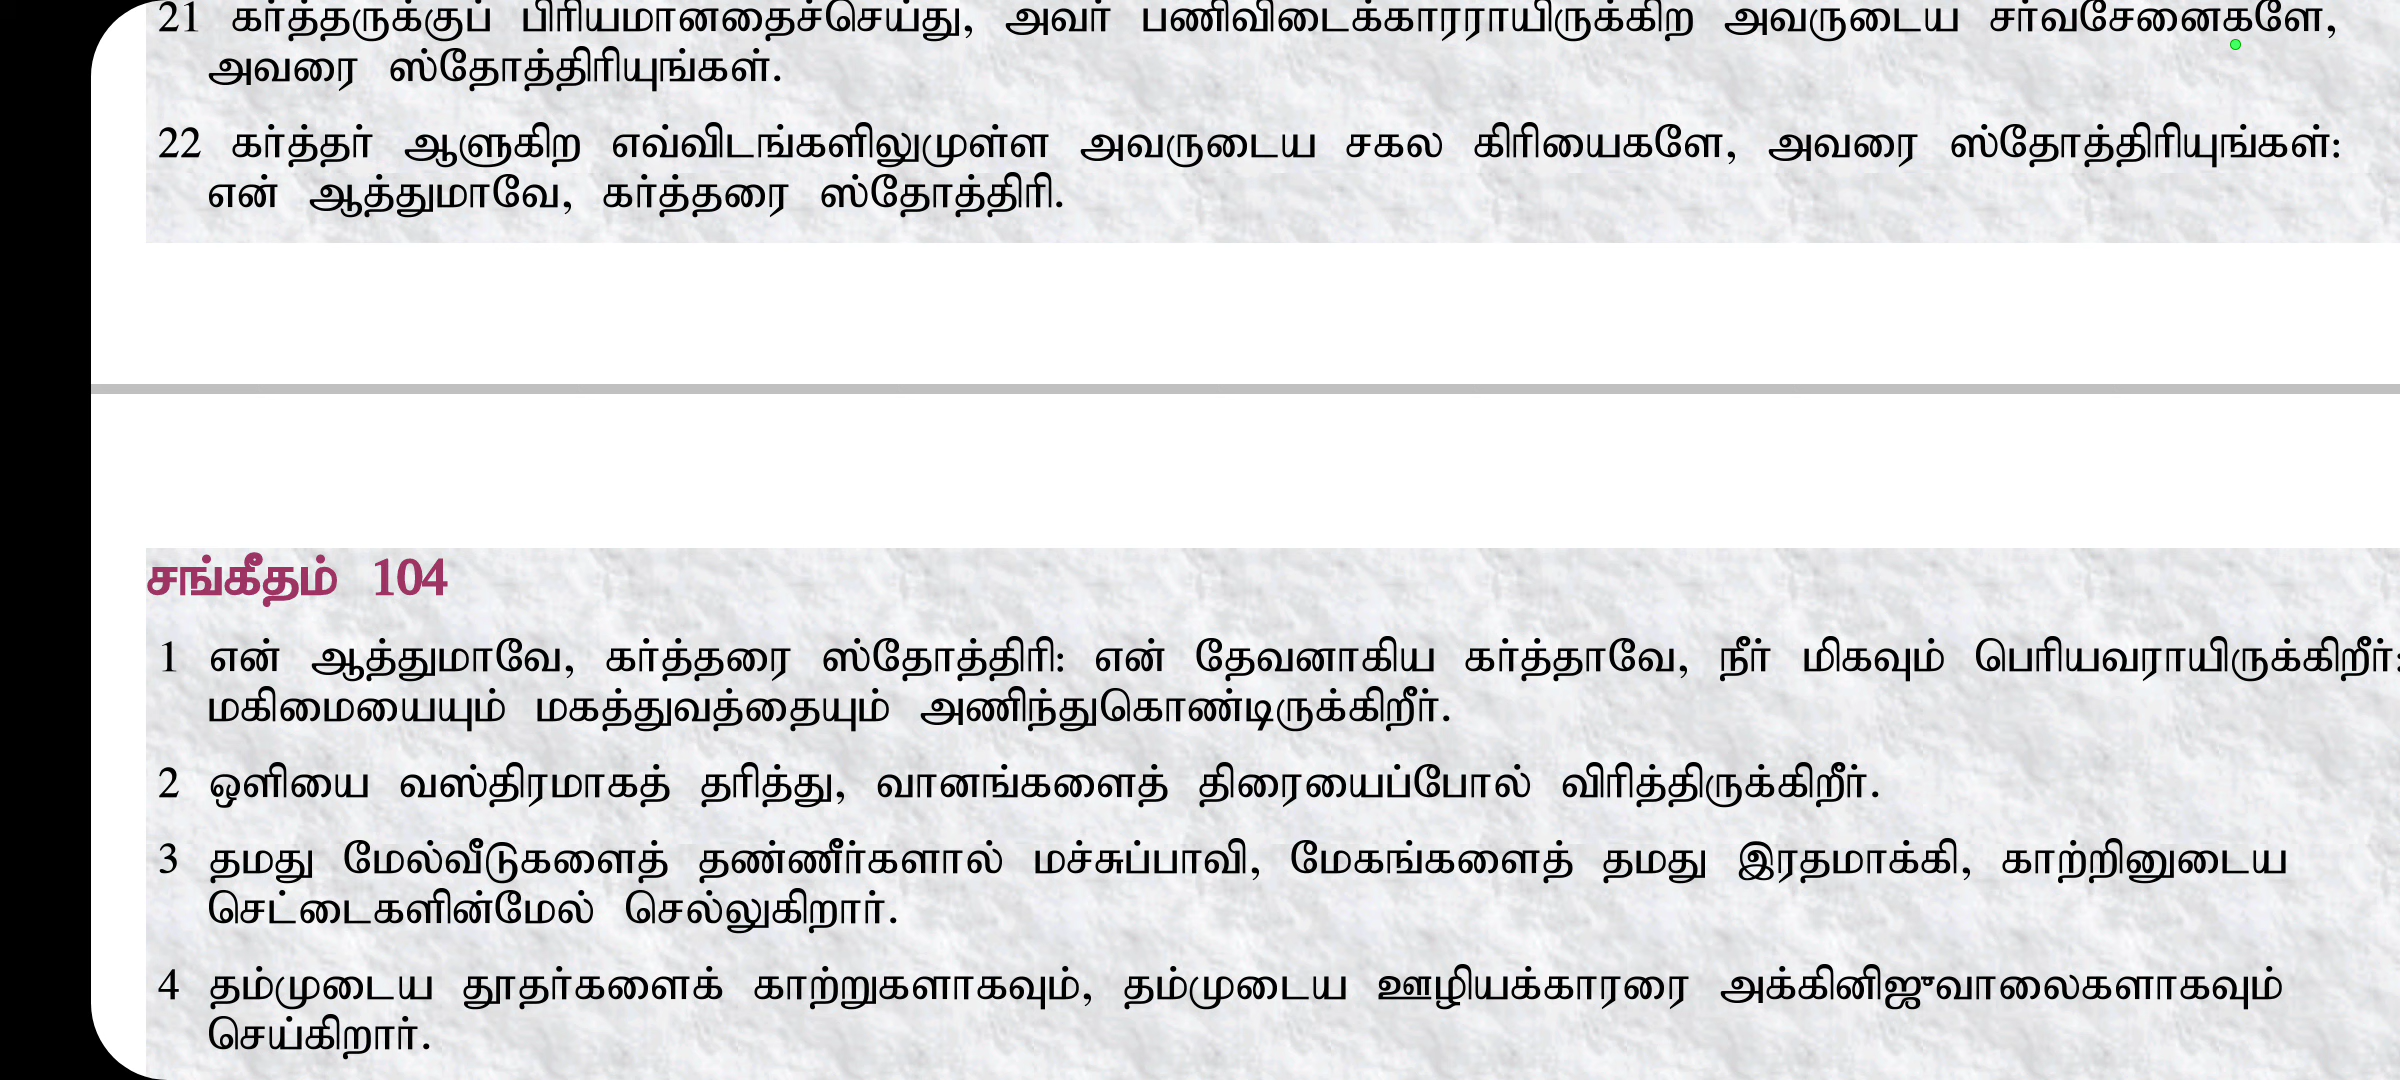 21 கர்த்தருக்குப் பிரியமானதைச்செய்து, அவர் பணிவிடைக்காரராயிருக்கிற அவருடைய சர்வசேனைகளே,
அவரை ஸ்தோத்திரியுங்கள்.
22 கர்த்தர் ஆளுகிற எவ்விடங்களிலுமுள்ள அவருடைய சகல கிரியைகளே, அவரை ஸ்தோத்திரியுங்கள்:
என் ஆத்துமாவே, கர்த்தரை ஸ்தோத்திரி.
சங்கீதம் 104
1 என் ஆத்துமாவே, கர்த்தரை ஸ்தோத்திரி: என் தேவனாகிய கர்த்தாவே, நீர் மிகவும் பெரியவராயிருக்கிறீர்:
மகிமையையும் மகத்துவத்தையும் அணிந்துகொண்டிருக்கிறீர்.
2 ஒளியை வஸ்திரமாகத் தரித்து, வானங்களைத் திரையைப்போல் விரித்திருக்கிறீர்.
3 தமது மேல்வீடுகளைத் தண்ணீர்களால் மச்சுப்பாவி, மேகங்களைத் தமது இரதமாக்கி, காற்றினுடைய
செட்டைகளின்மேல் செல்லுகிறார்.
4 தம்முடைய தூதர்களைக் காற்றுகளாகவும், தம்முடைய ஊழியக்காரரை அக்கினிஜுவாலைகளாகவும்
செய்கிறார்.